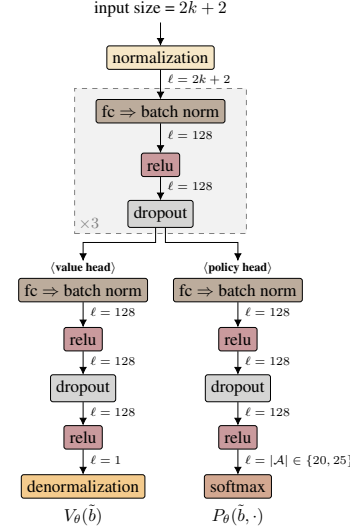 input size = 2k + 2
normalization
ℓ = 2k + 2
fc ⇒ batch norm
ℓ = 128
relu
ℓ = 128
dropout
×3
⟨value head⟩
fc ⇒ batch norm
ℓ = 128
relu
ℓ = 128
dropout
ℓ = 128
relu
ℓ = 1
denormalization
V_θ(b̃)
⟨policy head⟩
fc ⇒ batch norm
ℓ = 128
relu
ℓ = 128
dropout
ℓ = 128
relu
ℓ = |𝒜| ∈ {20, 25}
softmax
P_θ(b̃, ·)